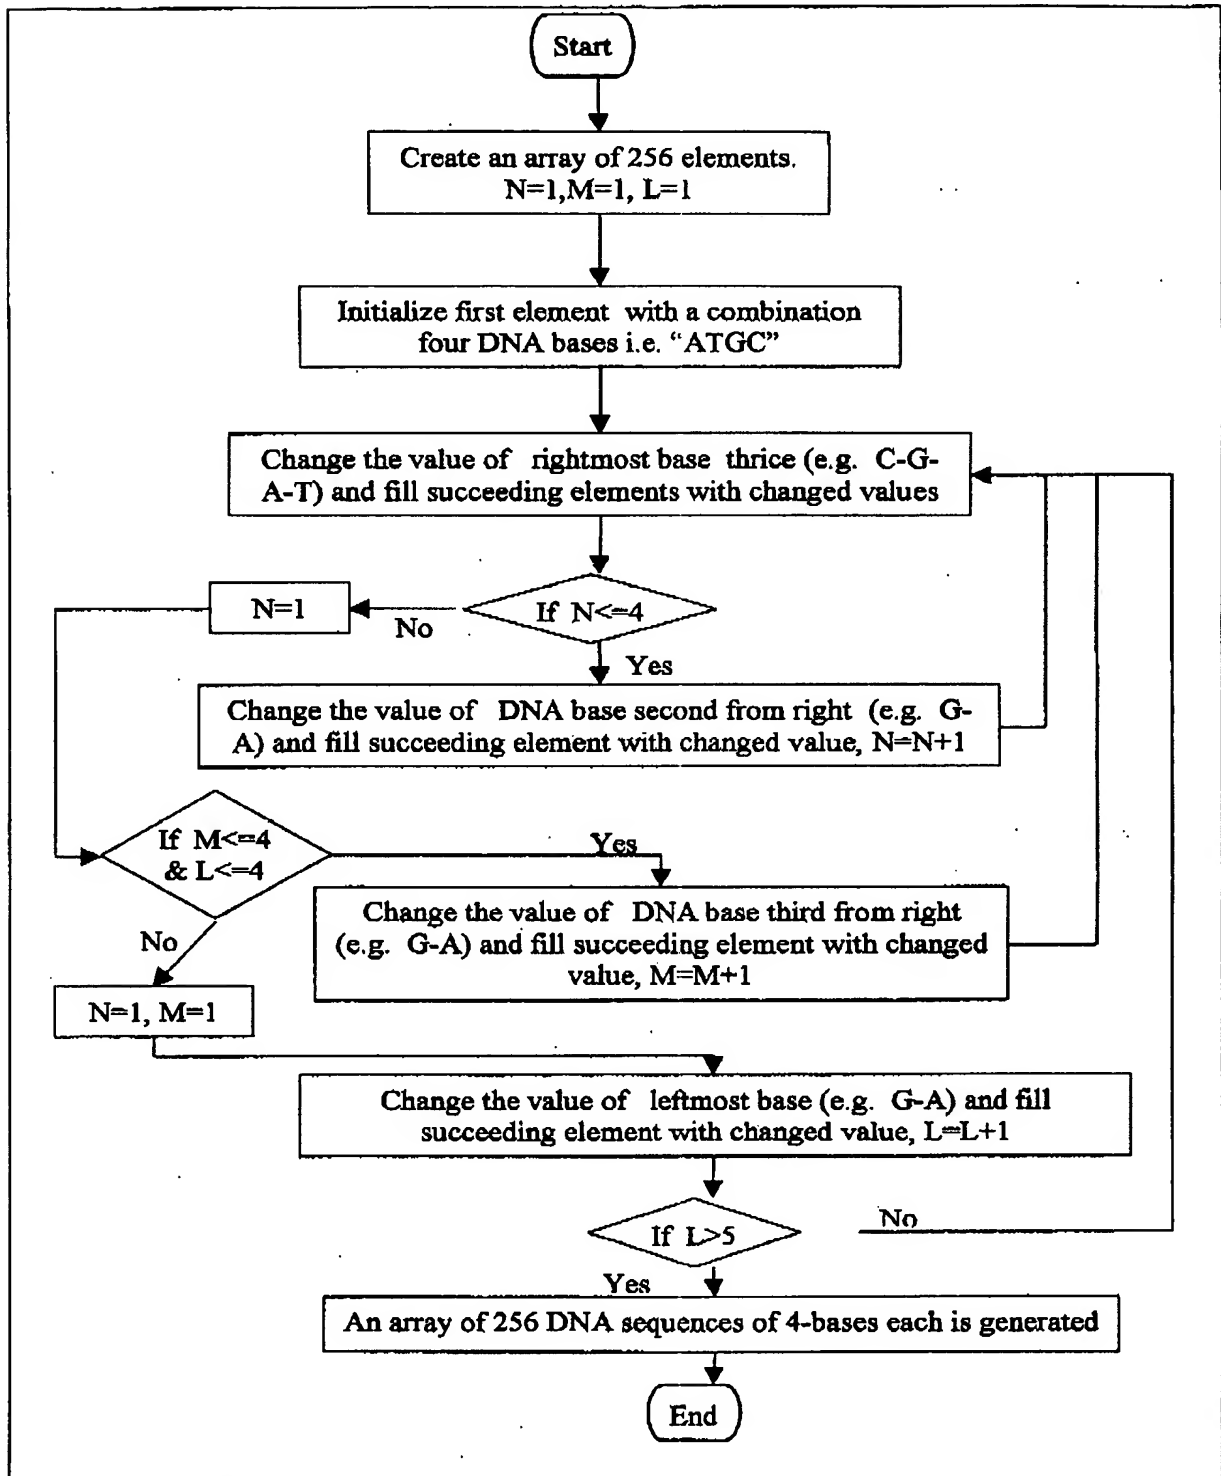 Start
Create an array of 256 elements.
N=1,M=1, L=1
Initialize first element with a combination
four DNA bases i.e. "ATGC"
Change the value of rightmost base thrice (e.g. C-G-
A-T) and fill succeeding elements with changed values
If N<=4
No
N=1
Yes
Change the value of DNA base second from right (e.g. G-
A) and fill succeeding element with changed value, N=N+1
If M<=4
& L<=4
Yes
Change the value of DNA base third from right
(e.g. G-A) and fill succeeding element with changed
value, M=M+1
No
N=1, M=1
Change the value of leftmost base (e.g. G-A) and fill
succeeding element with changed value, L=L+1
If L>5
No
Yes
An array of 256 DNA sequences of 4-bases each is generated
End